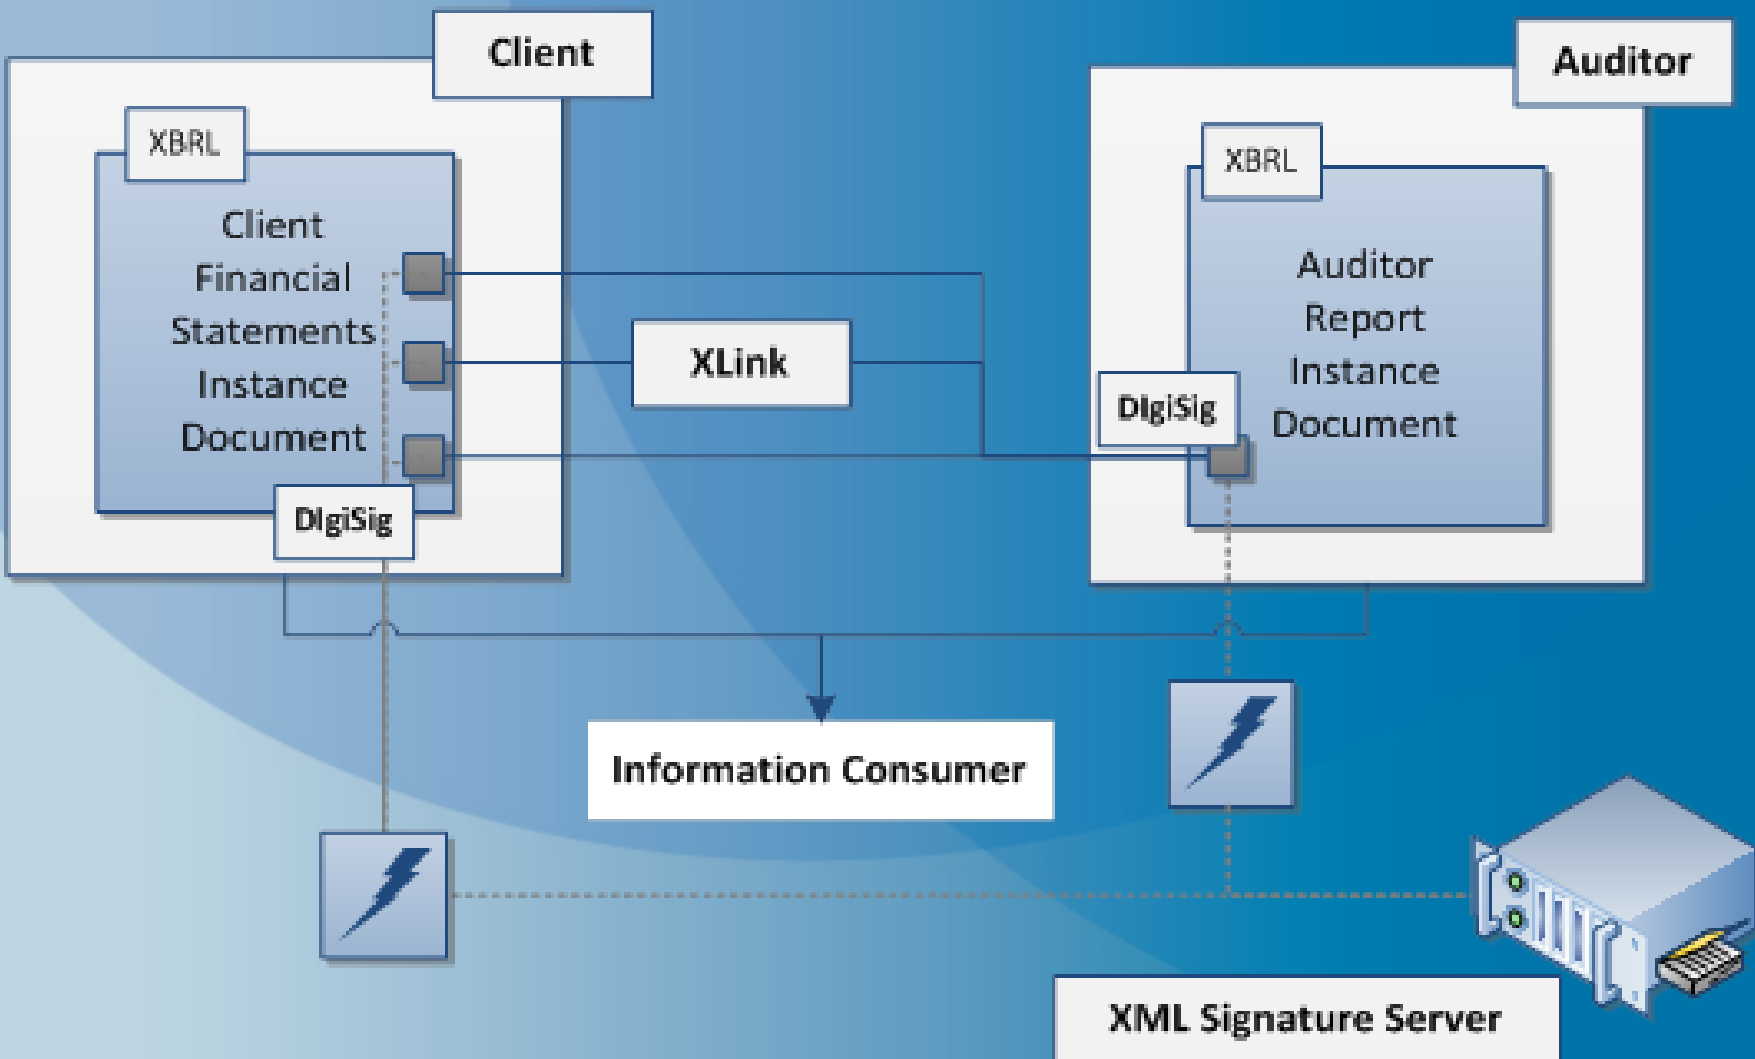 Client
Auditor
XBRL
Client
Financial
Statements
Instance
Document
DIgiSig
XLink
XBRL
Auditor
Report
Instance
Document
DIgiSig
Information Consumer
XML Signature Server